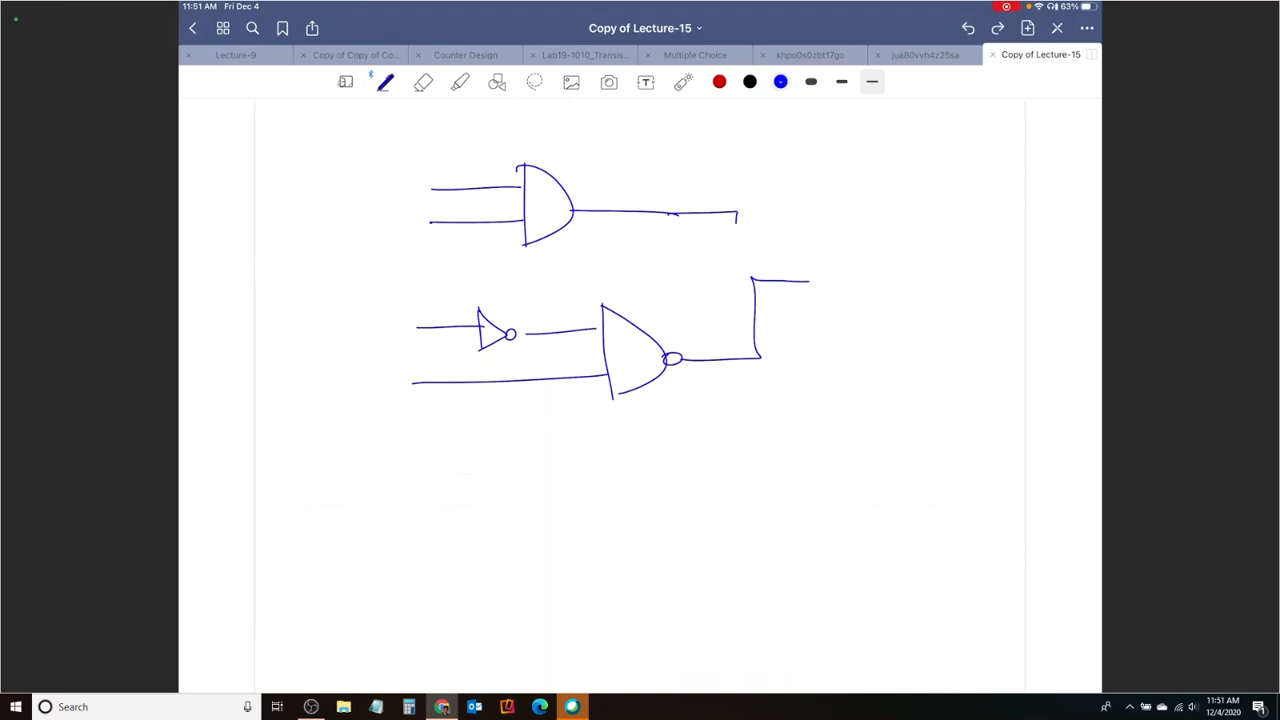 11:51 AM Fri Dec 4 63%
Copy of Lecture-15
Lecture-9 Copy of Copy of Co... Counter Design Lab19-1010_Transis... Multiple Choice khpo0s0zbt17go jua80vvh4z25sa Copy of Lecture-15
T
Search 11:51 AM
12/4/2020